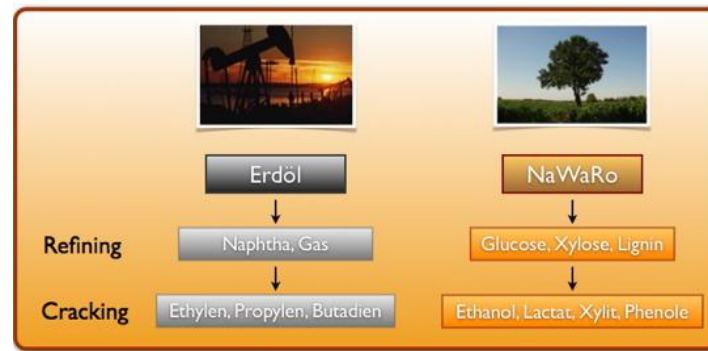 Erdöl
NaWaRo
Refining
Naphtha, Gas
Glucose, Xylose, Lignin
Cracking
Ethylen, Propylen, Butadien
Ethanol, Lactat, Xylit, Phenole